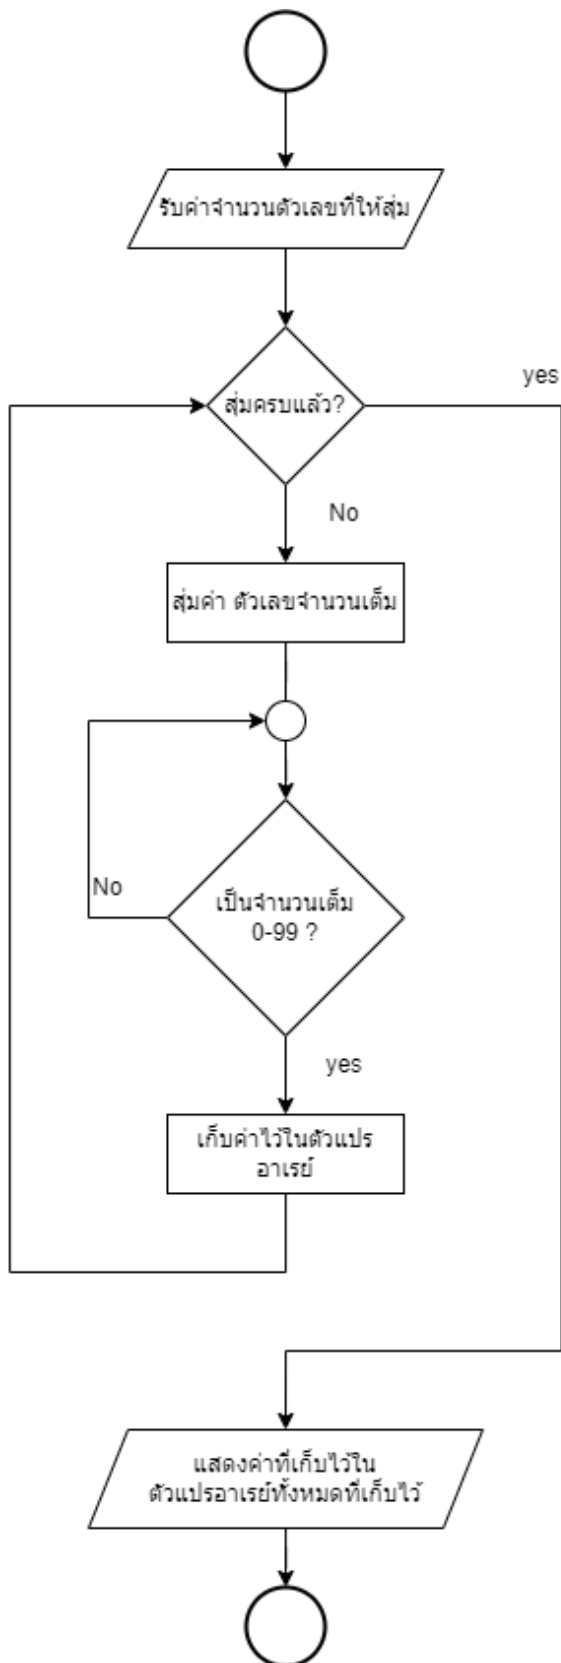 รับค่าจำนวนตัวเลขที่ให้สุ่ม
สุ่มครบแล้ว?
yes
No
สุ่มค่า ตัวเลขจำนวนเต็ม
No
เป็นจำนวนเต็ม
0-99 ?
yes
เก็บค่าไว้ในตัวแปร
อาเรย์
แสดงค่าที่เก็บไว้ใน
ตัวแปรอาเรย์ทั้งหมดที่เก็บไว้